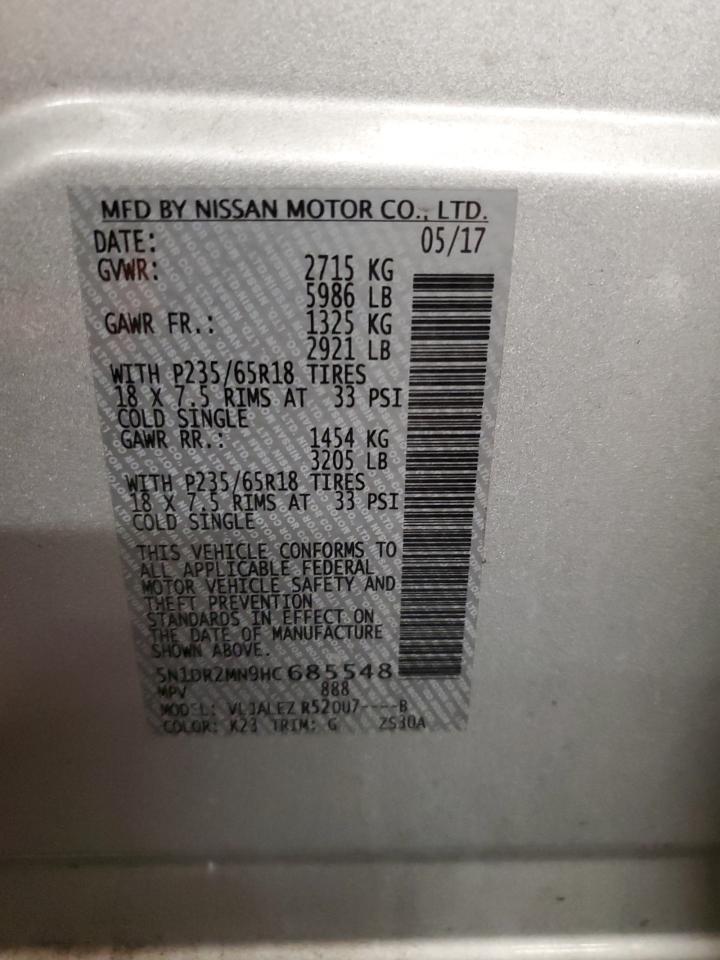 MFD BY NISSAN MOTOR CO., LTD.
DATE: 05/17
GVWR: 2715 KG
5986 LB
GAWR FR.: 1325 KG
2921 LB
WITH P235/65R18 TIRES
18 X 7.5 RIMS AT 33 PSI
COLD SINGLE
GAWR RR.: 1454 KG
3205 LB
WITH P235/65R18 TIRES
18 X 7.5 RIMS AT 33 PSI
COLD SINGLE
THIS VEHICLE CONFORMS TO
ALL APPLICABLE FEDERAL
MOTOR VEHICLE SAFETY AND
THEFT PREVENTION
STANDARDS IN EFFECT ON
THE DATE OF MANUFACTURE
SHOWN ABOVE.
5N1DR2MN9HC685548
MPV 888
MODEL: VLJALEZ R52OU7----B
COLOR: K23 TRIM: G ZS30A